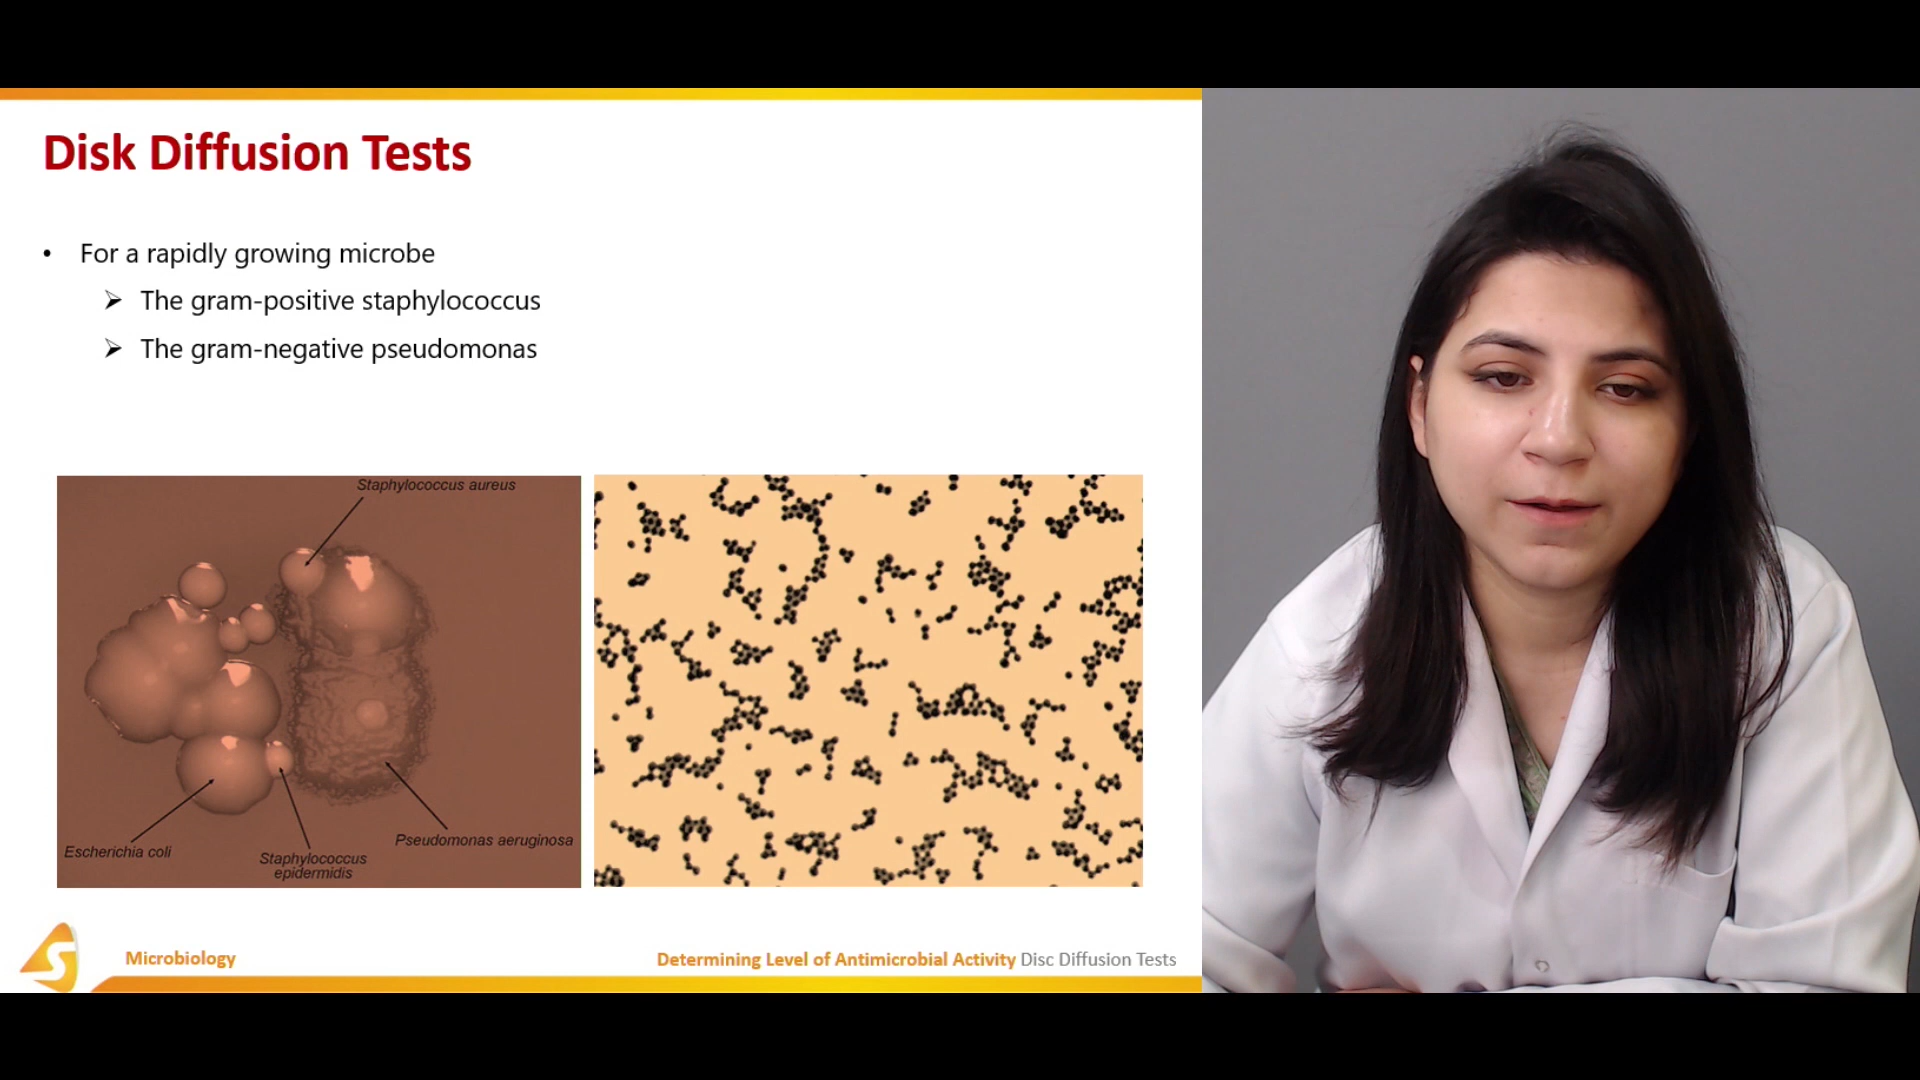 Disk Diffusion Tests
• For a rapidly growing microbe
➢ The gram-positive staphylococcus
➢ The gram-negative pseudomonas
Staphylococcus aureus
Escherichia coli
Staphylococcus
epidermidis
Pseudomonas aeruginosa
S
Microbiology
Determining Level of Antimicrobial Activity Disc Diffusion Tests